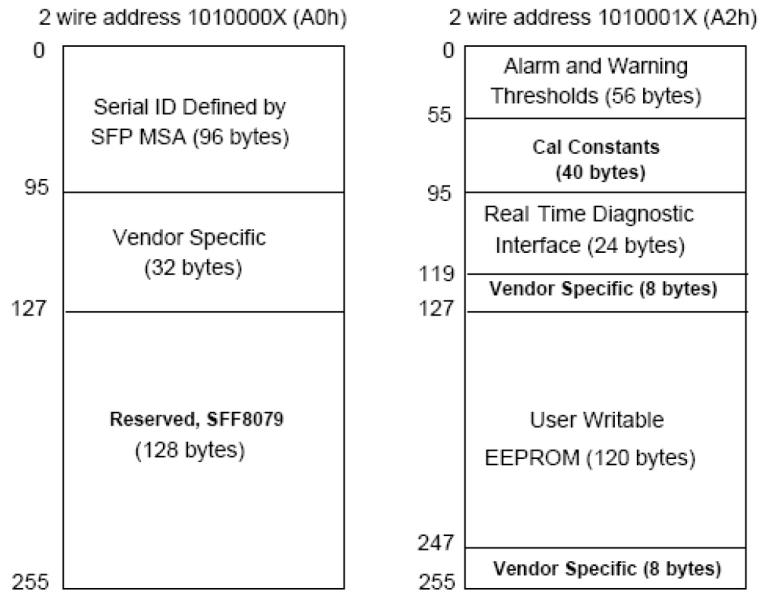 2 wire address 1010000X (A0h)
0
Serial ID Defined by
SFP MSA (96 bytes)
95
Vendor Specific
(32 bytes)
127
Reserved, SFF8079
(128 bytes)
255
2 wire address 1010001X (A2h)
0
Alarm and Warning
Thresholds (56 bytes)
55
Cal Constants
(40 bytes)
95
Real Time Diagnostic
Interface (24 bytes)
119
Vendor Specific (8 bytes)
127
User Writable
EEPROM (120 bytes)
247
Vendor Specific (8 bytes)
255